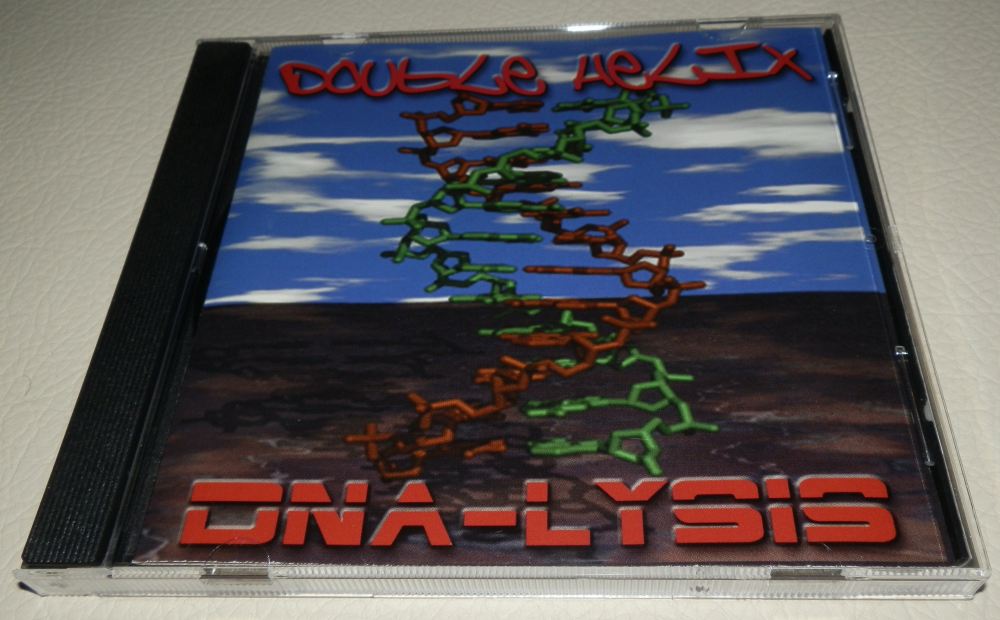 DOUBLE HELIX
DNA-LYSIS